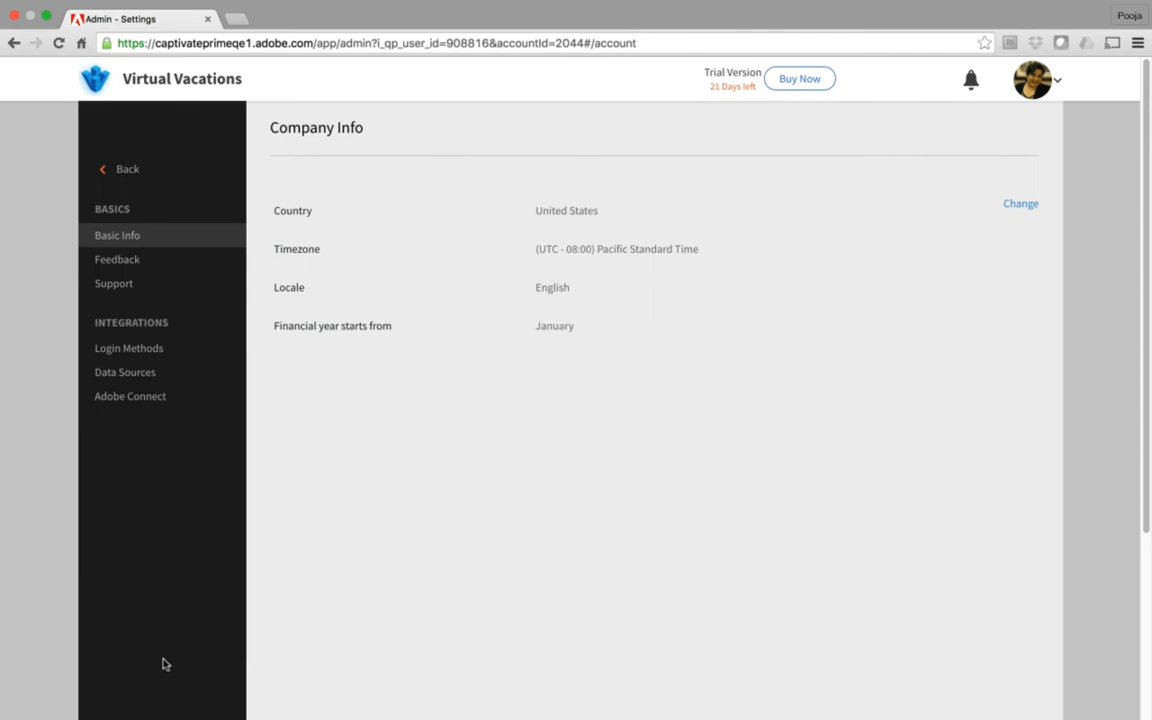 Admin - Settings
Pooja
https://captivateprimeqe1.adobe.com/app/admin?i_qp_user_id=908816&accountId=2044#/account
Virtual Vacations
Trial Version
21 Days left
Buy Now
Back
BASICS
Basic Info
Feedback
Support
INTEGRATIONS
Login Methods
Data Sources
Adobe Connect
Company Info
Country United States Change
Timezone (UTC - 08:00) Pacific Standard Time
Locale English
Financial year starts from January